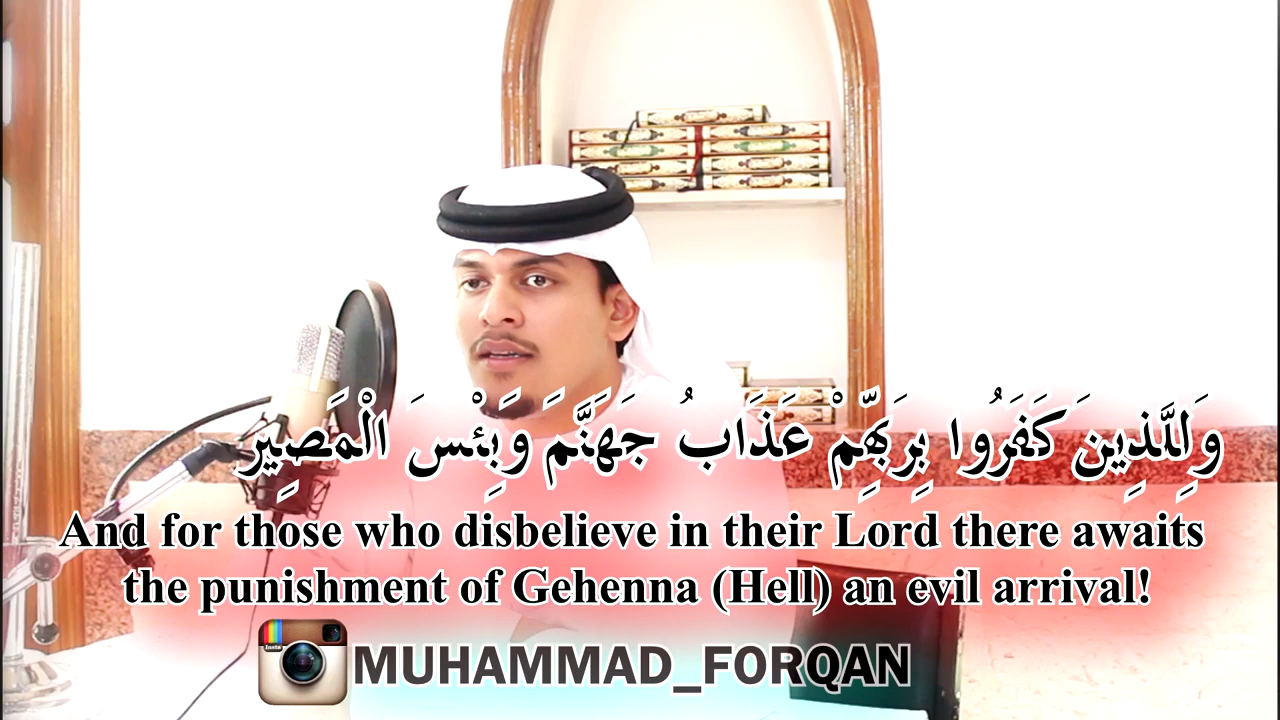 وَلِلَّذِينَ كَفَرُوا بِرَبِّهِمْ عَذَابُ جَهَنَّمَ وَبِئْسَ الْمَصِيرِ
And for those who disbelieve in their Lord there awaits
the punishment of Gehenna (Hell) an evil arrival!
Insta
MUHAMMAD_FORQAN